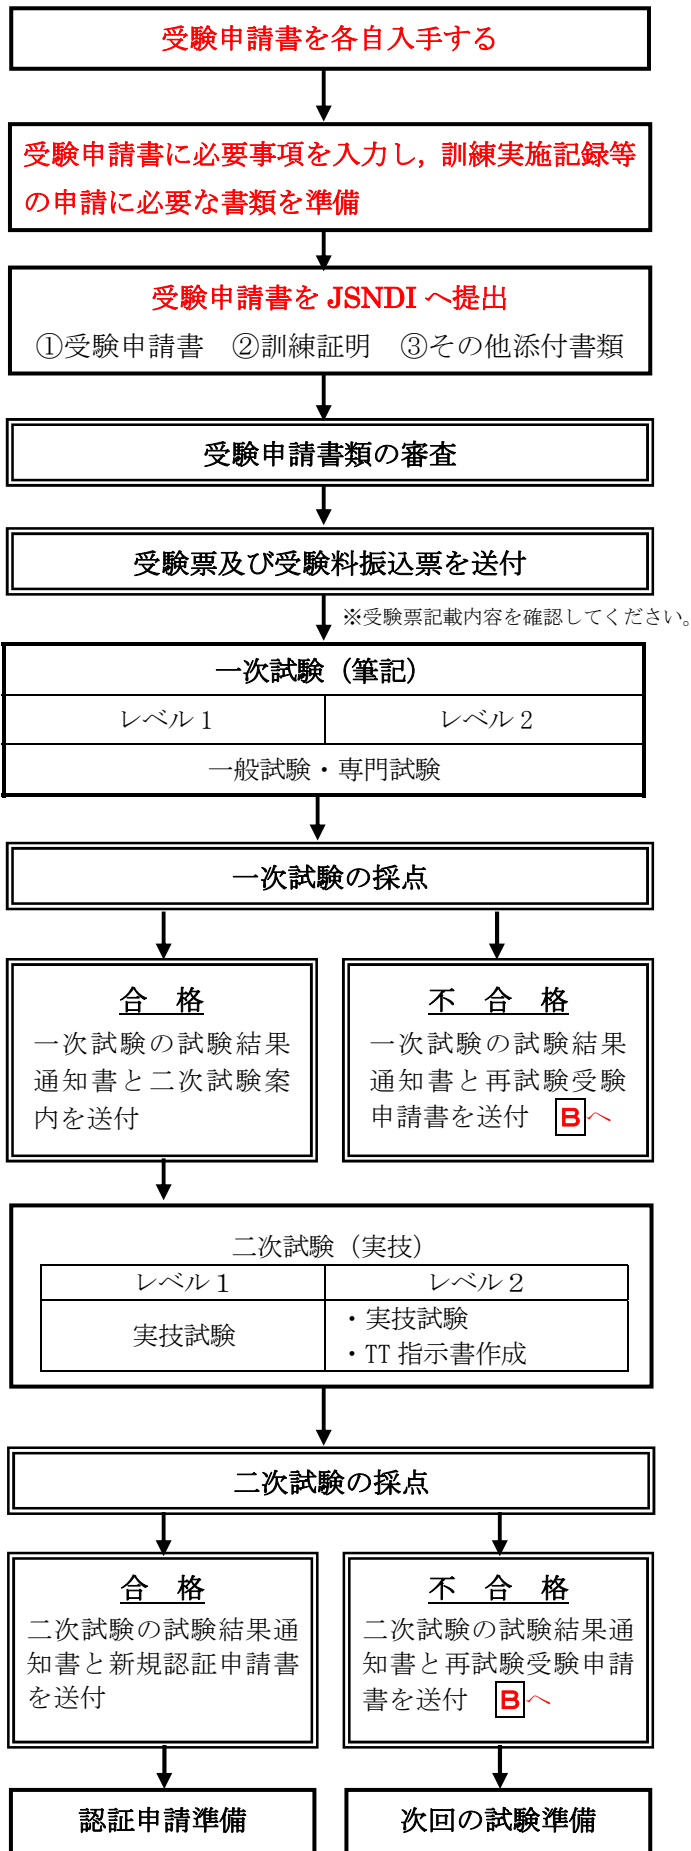 受験申請書を各自入手する
受験申請書に必要事項を入力し, 訓練実施記録等
の申請に必要な書類を準備
受験申請書を JSNDI へ提出
①受験申請書　②訓練証明　③その他添付書類
受験申請書類の審査
受験票及び受験料振込票を送付
※受験票記載内容を確認してください。
一次試験（筆記）
レベル 1　レベル 2
一般試験・専門試験
一次試験の採点
合　格
一次試験の試験結果
通知書と二次試験案
内を送付
不　合　格
一次試験の試験結果
通知書と再試験受験
申請書を送付　Ｂへ
二次試験（実技）
レベル１　レベル２
実技試験
・実技試験
・TT 指示書作成
二次試験の採点
合　格
二次試験の試験結果通
知書と新規認証申請書
を送付
不　合　格
二次試験の試験結果通
知書と再試験受験申請
書を送付　Ｂへ
認証申請準備
次回の試験準備